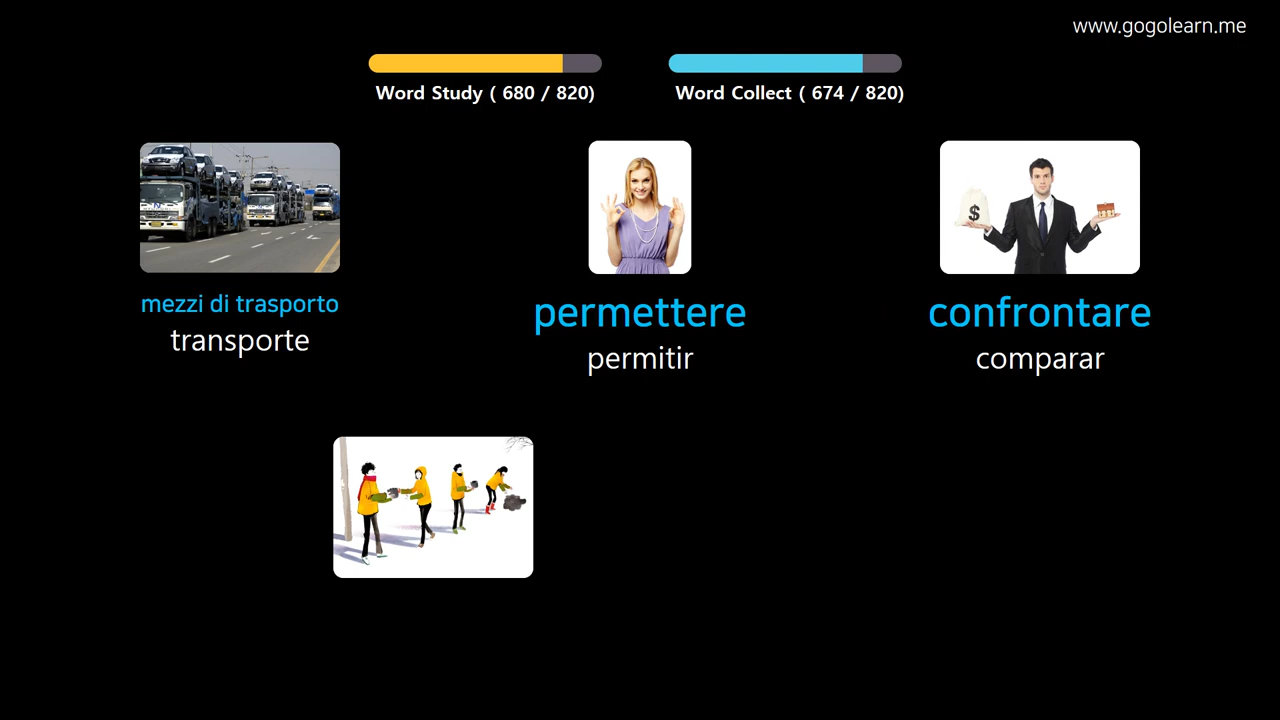 www.gogolearn.me
Word Study ( 680 / 820)
Word Collect ( 674 / 820)
mezzi di trasporto
transporte
permettere
permitir
$
confrontare
comparar